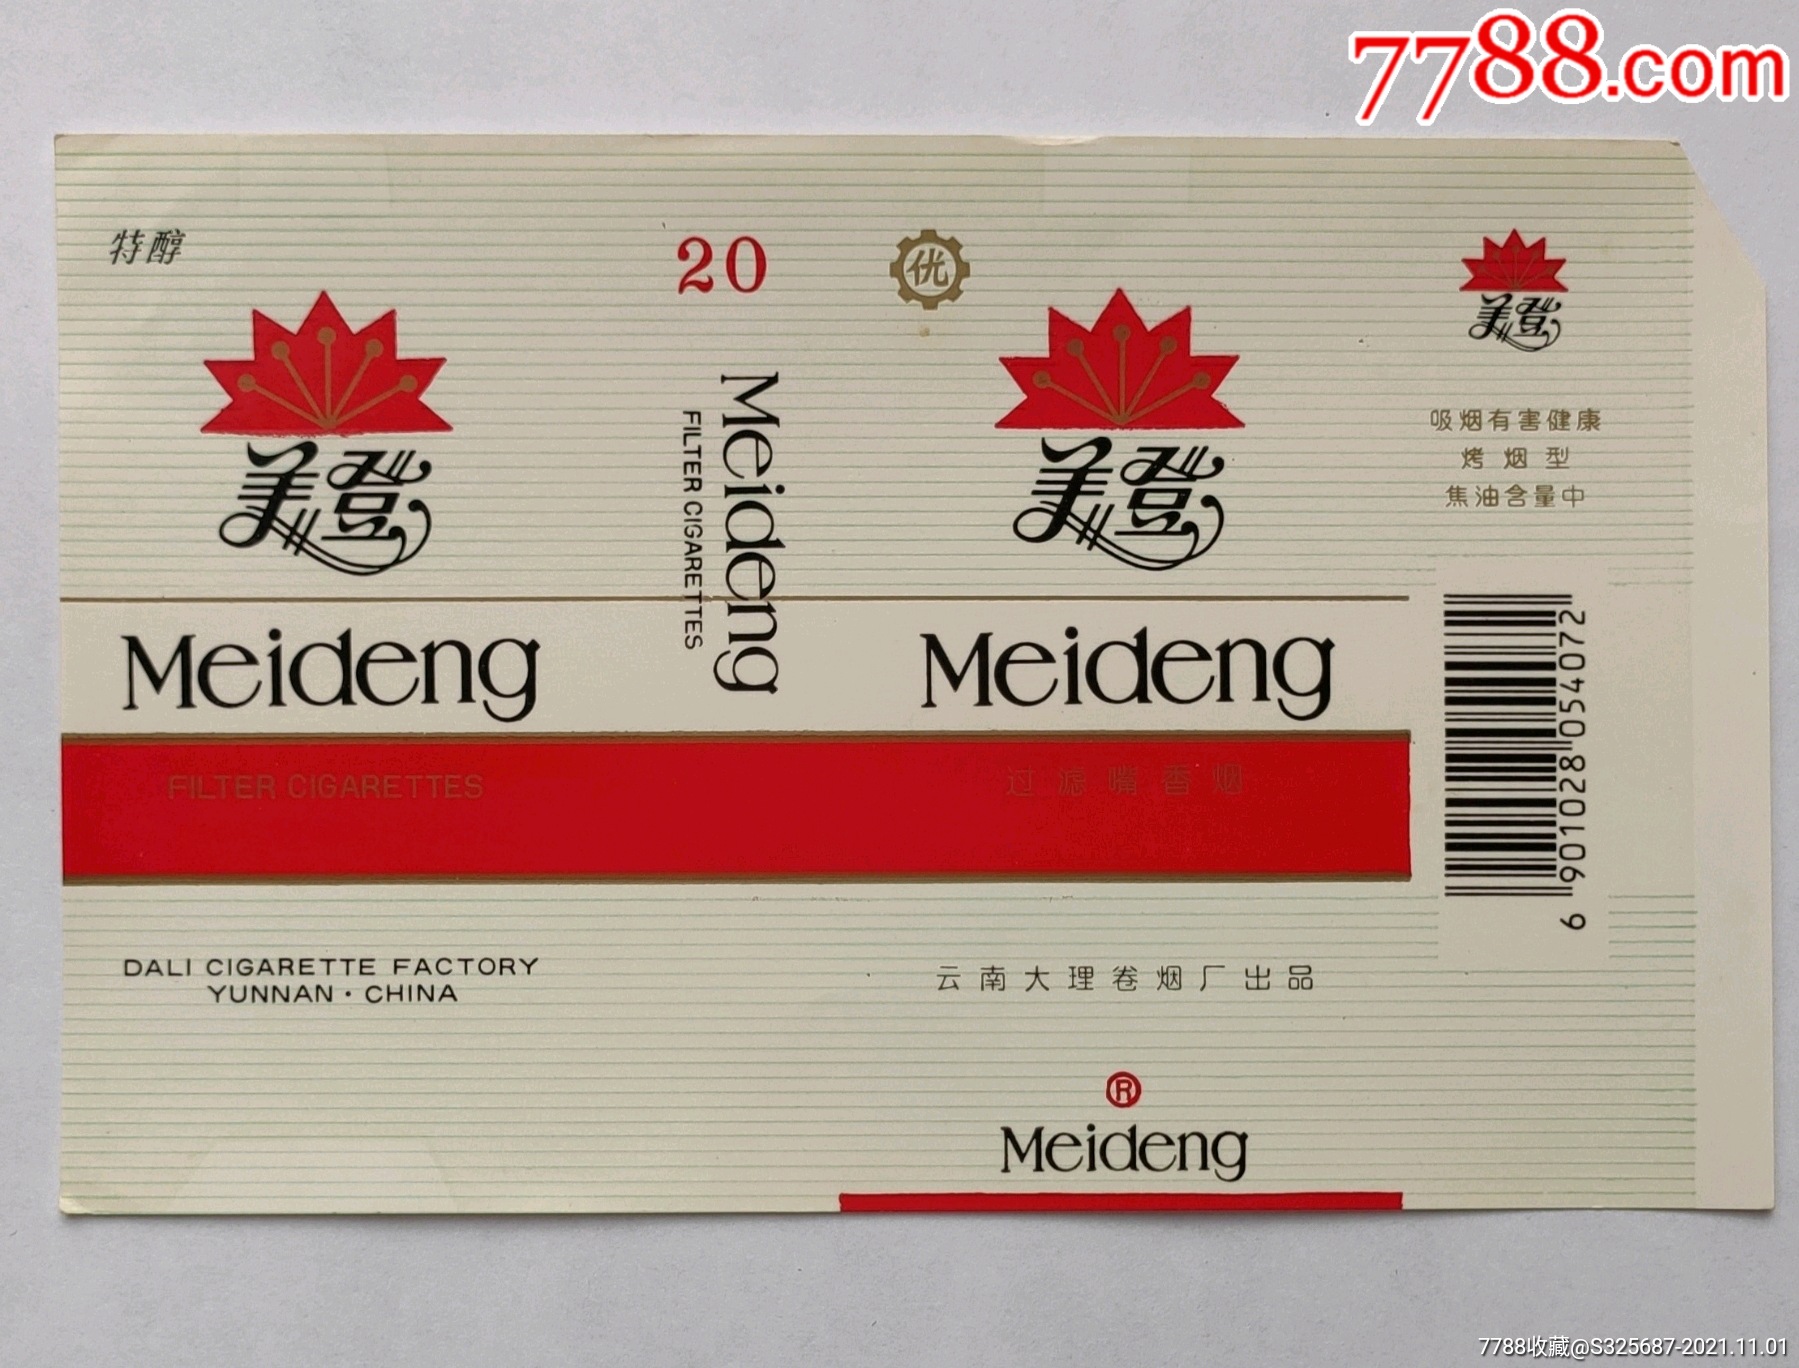 7788.com
特醇
20
优
美登
美登
美登
Meideng
FILTER CIGARETTES
吸烟有害健康
烤烟型
焦油含量中
Meideng
Meideng
FILTER CIGARETTES
过滤嘴香烟
6 901028 054072
DALI CIGARETTE FACTORY
YUNNAN·CHINA
云南大理卷烟厂出品
®
Meideng
7788收藏@S325687-2021.11.01